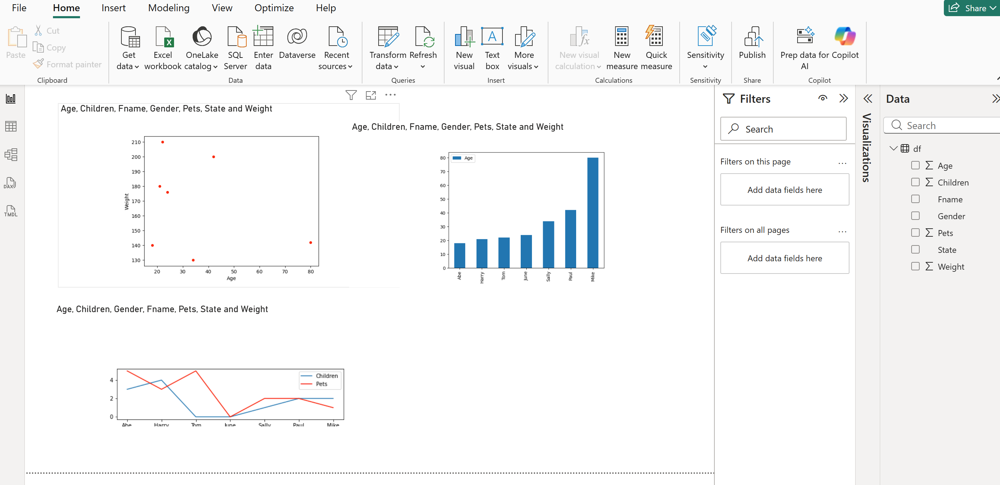 File Home Insert Modeling View Optimize Help Share
Paste
Cut
Copy
Format painter
Clipboard
Get data
Excel workbook
X
OneLake catalog
SQL Server
Enter data
Dataverse
Recent sources
Data
Transform data
Refresh
Queries
New visual
A
Text box
More visuals
Insert
fx
New visual calculation
New measure
Quick measure
Calculations
Sensitivity
Sensitivity
Publish
Share
Prep data for AI
Copilot
Copilot
DAX
TMDL
Age, Children, Fname, Gender, Pets, State and Weight
210
200
190
180
170
160
150
140
130
Weight
20 30 40 50 60 70 80
Age
Age, Children, Fname, Gender, Pets, State and Weight
80
70
60
50
40
30
20
10
0
Age
Abe Harry Tom June Sally Paul Mike
Age, Children, Gender, Fname, Pets, State and Weight
4
2
0
Children
Pets
Abe Harry Tom June Sally Paul Mike
Filters
Search
Filters on this page
...
Add data fields here
Filters on all pages
...
Add data fields here
Visualizations
Data
Search
df
Σ Age
Σ Children
Fname
Gender
Σ Pets
State
Σ Weight